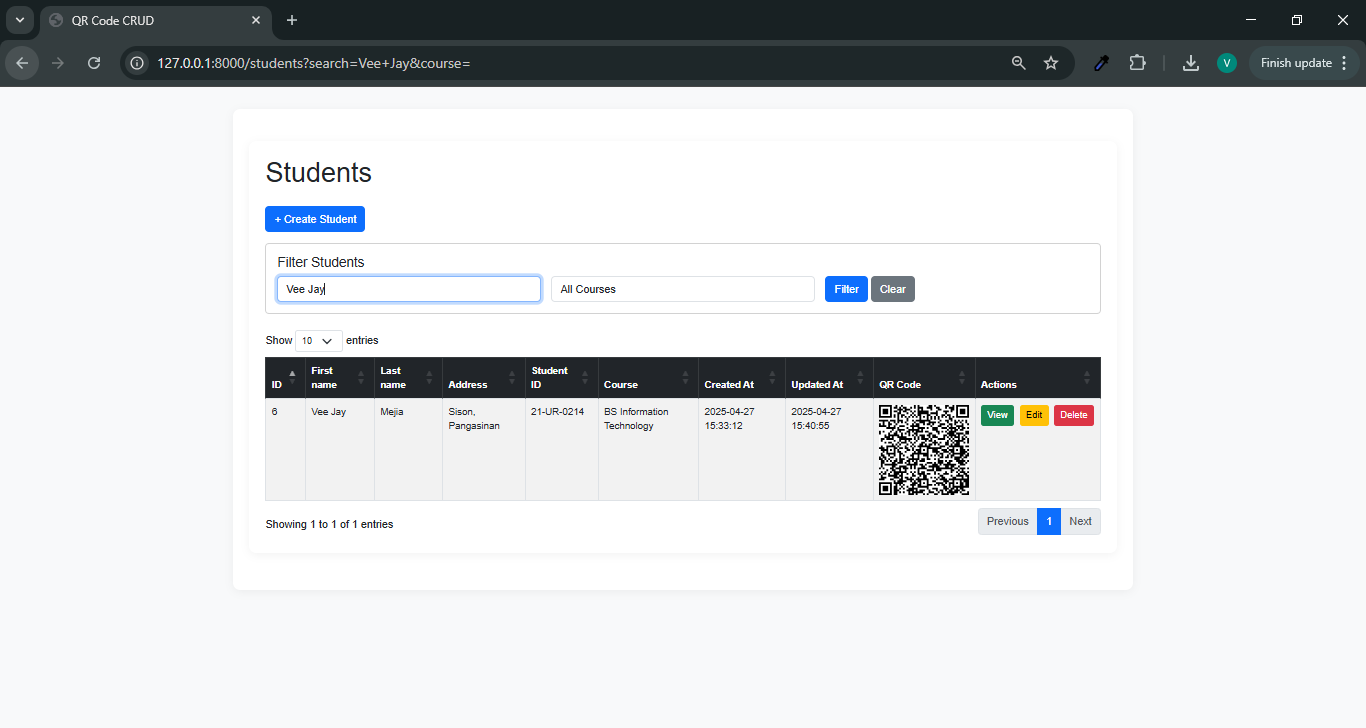 QR Code CRUD
127.0.0.1:8000/students?search=Vee+Jay&course=
V
Finish update
Students
+ Create Student
Filter Students
Vee Jay
All Courses
Filter
Clear
Show 10 entries
ID
First name
Last name
Address
Student ID
Course
Created At
Updated At
QR Code
Actions
6
Vee Jay
Mejia
Sison,
Pangasinan
21-UR-0214
BS Information
Technology
2025-04-27
15:33:12
2025-04-27
15:40:55
View
Edit
Delete
Showing 1 to 1 of 1 entries
Previous
1
Next